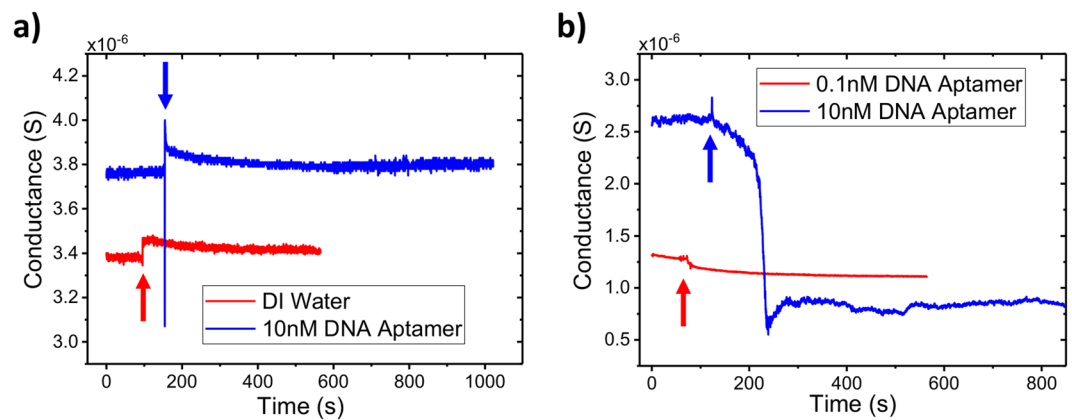 a)
x10⁻⁶
4.2
4.0
3.8
3.6
3.4
3.2
3.0
Conductance (S)
DI Water
10nM DNA Aptamer
0 200 400 600 800 1000
Time (s)
b)
x10⁻⁶
3.0
2.5
2.0
1.5
1.0
0.5
Conductance (S)
0.1nM DNA Aptamer
10nM DNA Aptamer
0 200 400 600 800
Time (s)